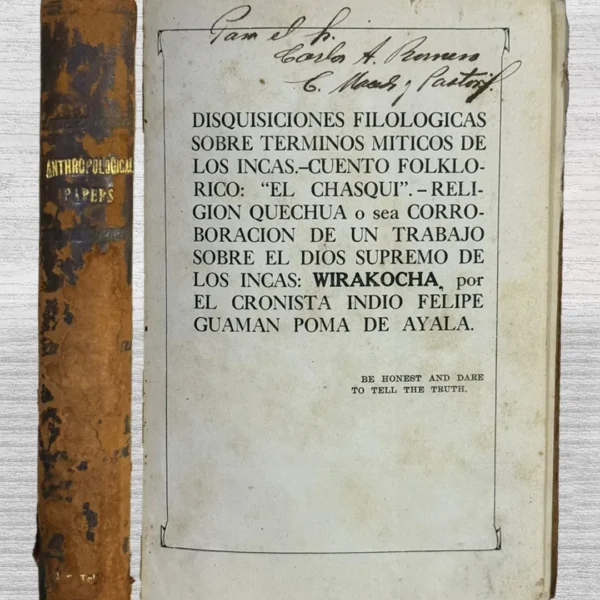 ANTHROPOLOGICAL
PAPERS
Para el h.
Carlos A. Romero
C. y Pastor
DISQUISICIONES FILOLOGICAS
SOBRE TERMINOS MITICOS DE
LOS INCAS.–CUENTO FOLKLO-
RICO: "EL CHASQUI".–RELI-
GION QUECHUA o sea CORRO-
BORACION DE UN TRABAJO
SOBRE EL DIOS SUPREMO DE
LOS INCAS: WIRAKOCHA, por
EL CRONISTA INDIO FELIPE
GUAMAN POMA DE AYALA.
BE HONEST AND DARE
TO TELL THE TRUTH.